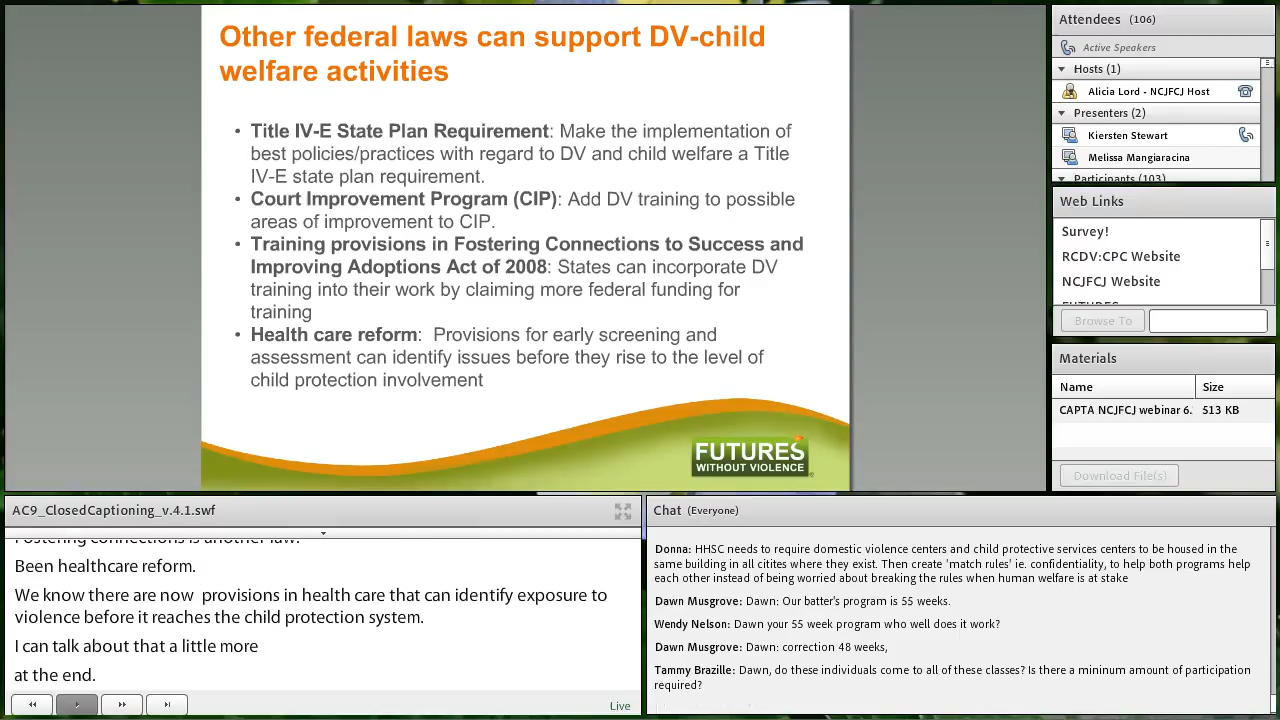 Other federal laws can support DV-child
welfare activities
• Title IV-E State Plan Requirement: Make the implementation of
best policies/practices with regard to DV and child welfare a Title
IV-E state plan requirement.
• Court Improvement Program (CIP): Add DV training to possible
areas of improvement to CIP.
• Training provisions in Fostering Connections to Success and
Improving Adoptions Act of 2008: States can incorporate DV
training into their work by claiming more federal funding for
training
• Health care reform: Provisions for early screening and
assessment can identify issues before they rise to the level of
child protection involvement
FUTURES
WITHOUT VIOLENCE
Attendees (106)
Active Speakers
Hosts (1)
Alicia Lord - NCJFCJ Host
Presenters (2)
Kiersten Stewart
Melissa Mangiaracina
Participants (103)
Web Links
Survey!
RCDV:CPC Website
NCJFCJ Website
FUTURES
Browse To
Materials
Name Size
CAPTA NCJFCJ webinar 6. 513 KB
Download File(s)
AC9_ClosedCaptioning_v.4.1.swf
Fostering connections is another law.
Been healthcare reform.
We know there are now provisions in health care that can identify exposure to
violence before it reaches the child protection system.
I can talk about that a little more
at the end.
Live
Chat (Everyone)
Donna: HHSC needs to require domestic violence centers and child protective services centers to be housed in the
same building in all citites where they exist. Then create 'match rules' ie. confidentiality, to help both programs help
each other instead of being worried about breaking the rules when human welfare is at stake
Dawn Musgrove: Dawn: Our batter's program is 55 weeks.
Wendy Nelson: Dawn your 55 week program who well does it work?
Dawn Musgrove: Dawn: correction 48 weeks,
Tammy Brazille: Dawn, do these individuals come to all of these classes? Is there a mininum amount of participation
required?